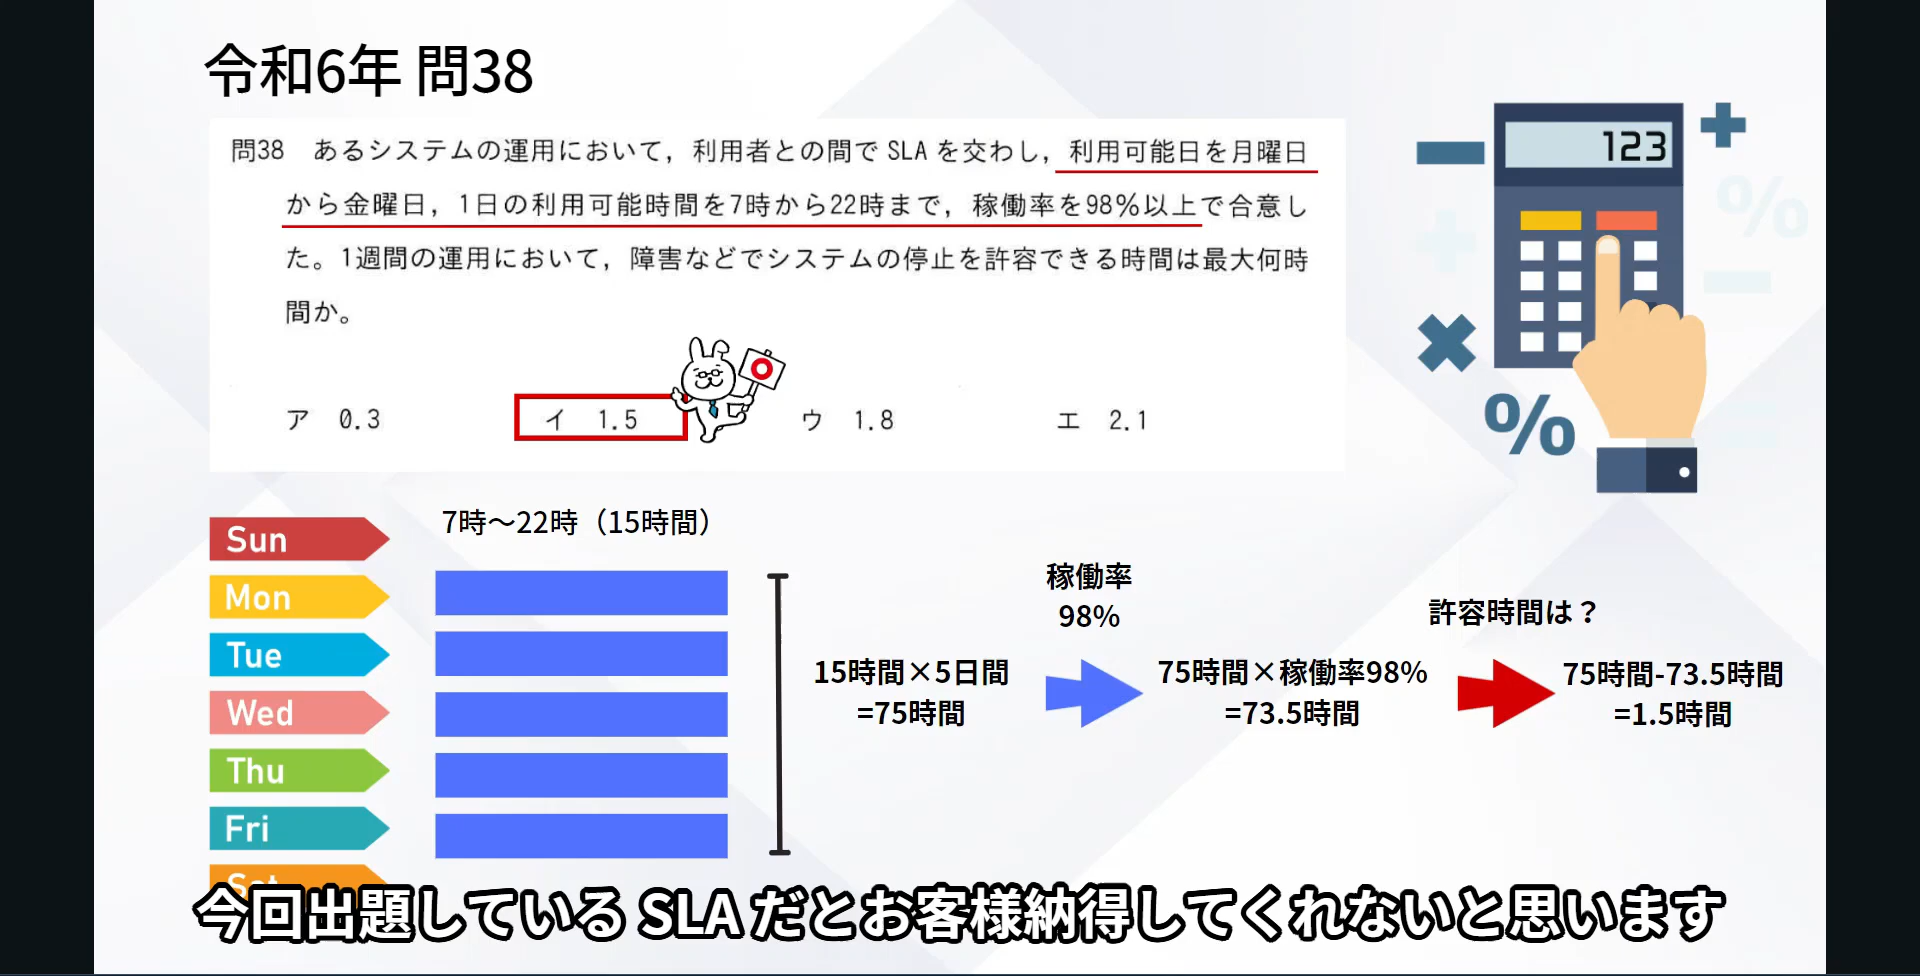 令和6年 問38
123
問38　あるシステムの運用において，利用者との間で SLA を交わし，利用可能日を月曜日
から金曜日，1日の利用可能時間を7時から22時まで，稼働率を98％以上で合意し
た。1週間の運用において，障害などでシステムの停止を許容できる時間は最大何時
間か。
ア　0.3　イ　1.5　ウ　1.8　エ　2.1
7時～22時（15時間）
Sun
Mon
Tue
Wed
Thu
Fri
Sat
15時間×5日間
=75時間
稼働率
98%
75時間×稼働率98%
=73.5時間
許容時間は？
75時間-73.5時間
=1.5時間
今回出題している SLA だとお客様納得してくれないと思います